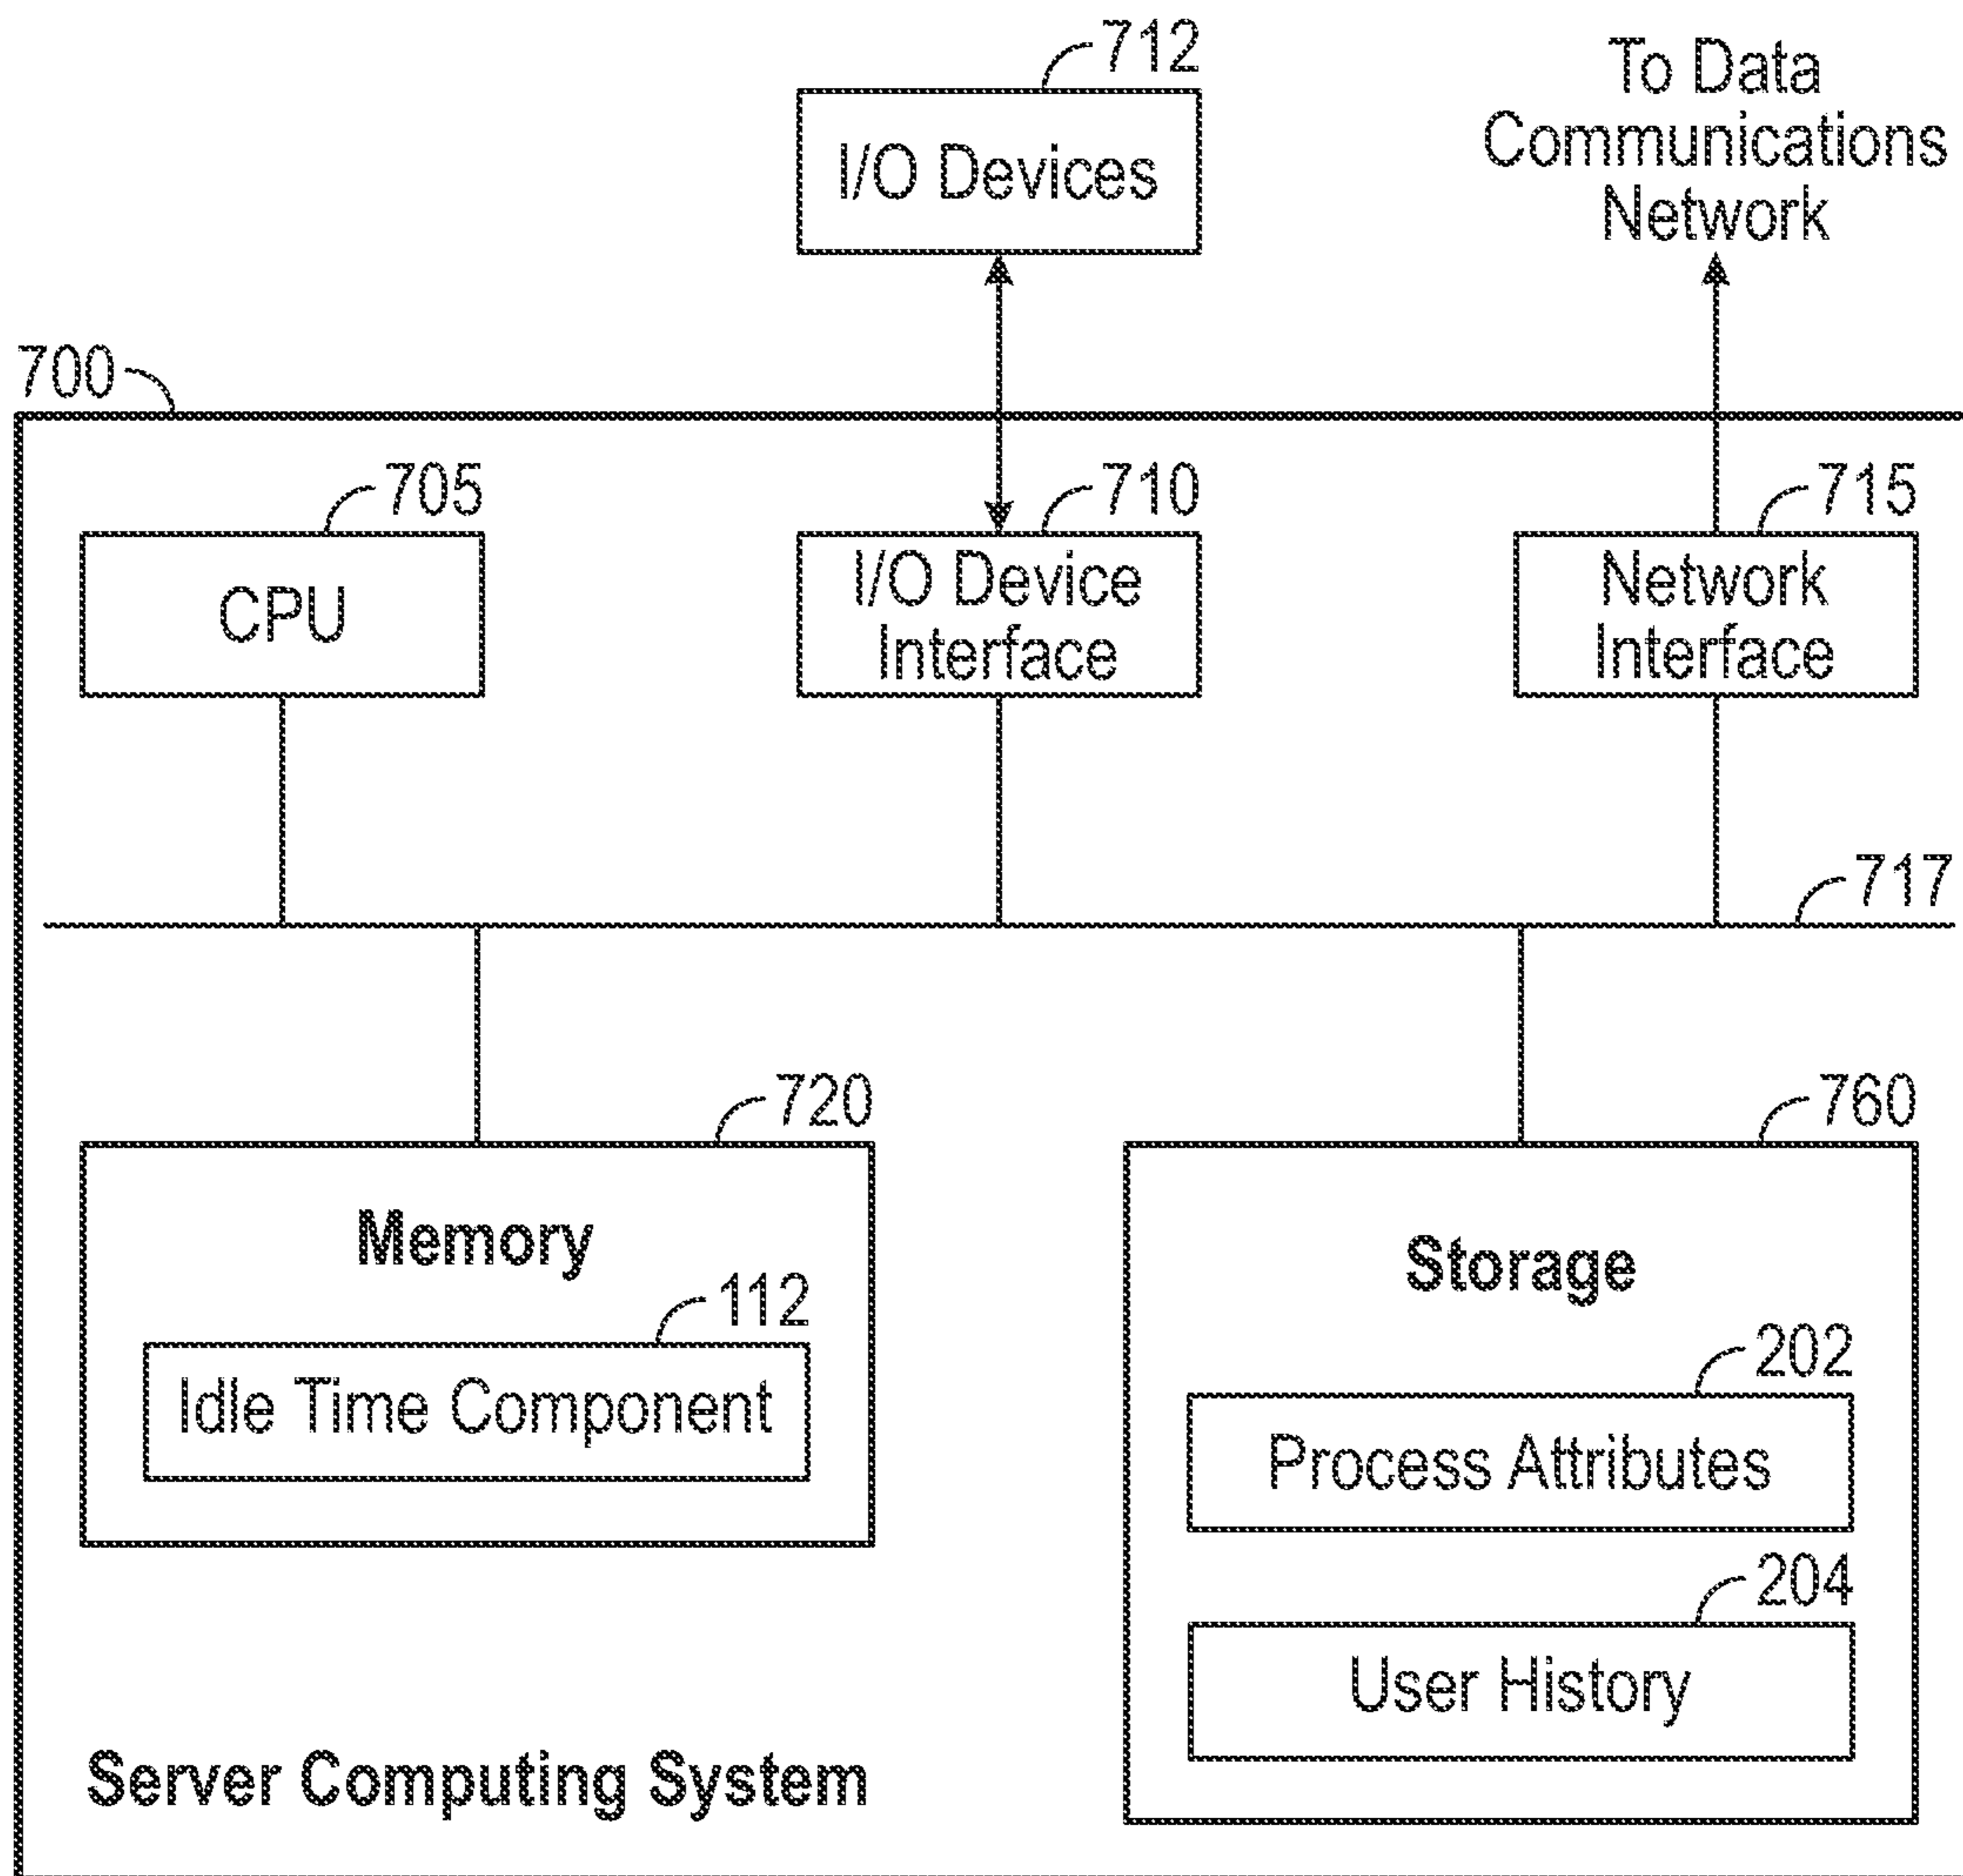 712
I/O Devices
To Data
Communications
Network
700
705
CPU
710
I/O Device
Interface
715
Network
Interface
717
720
Memory
112
Idle Time Component
760
Storage
202
Process Attributes
204
User History
Server Computing System